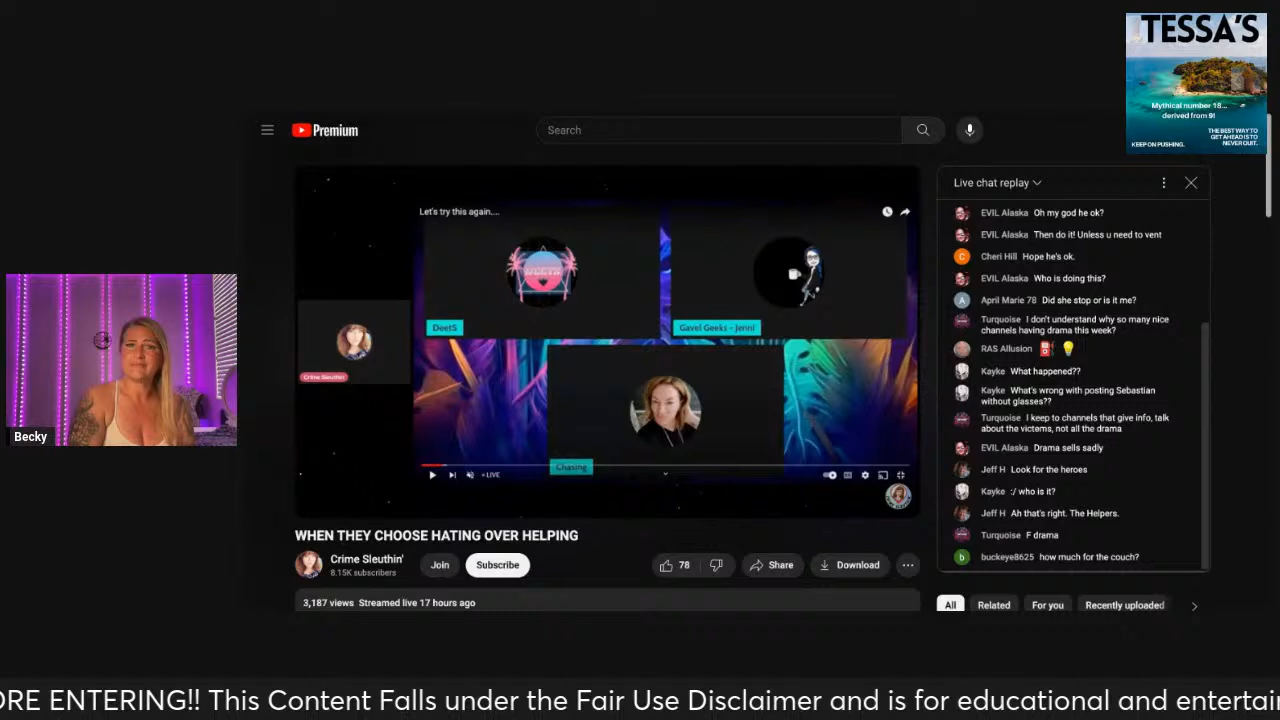 TESSA'S
Mythical number 18...
derived from 9!
THE BEST WAY TO
GET AHEAD IS TO
NEVER QUIT.
KEEP ON PUSHING.
Premium
Search
Let's try this again....
DeetS
Gavel Geeks - Jenni
Crime Sleuthin'
Chasing
• LIVE
Becky
Live chat replay
EVIL Alaska Oh my god he ok?
EVIL Alaska Then do it! Unless u need to vent
C
Cheri Hill Hope he's ok.
EVIL Alaska Who is doing this?
A
April Marie 78 Did she stop or is it me?
Turquoise I don't understand why so many nice
channels having drama this week?
RAS Allusion ⛽ 💡
Kayke What happened??
Kayke What's wrong with posting Sebastian
without glasses??
Turquoise I keep to channels that give info, talk
about the victems, not all the drama
EVIL Alaska Drama sells sadly
Jeff H Look for the heroes
Kayke :/ who is it?
Jeff H Ah that's right. The Helpers.
Turquoise F drama
b
buckeye8625 how much for the couch?
WHEN THEY CHOOSE HATING OVER HELPING
Crime Sleuthin'
8.15K subscribers
Join
Subscribe
78
Share
Download
3,187 views Streamed live 17 hours ago
All
Related
For you
Recently uploaded
ORE ENTERING!! This Content Falls under the Fair Use Disclaimer and is for educational and entertai